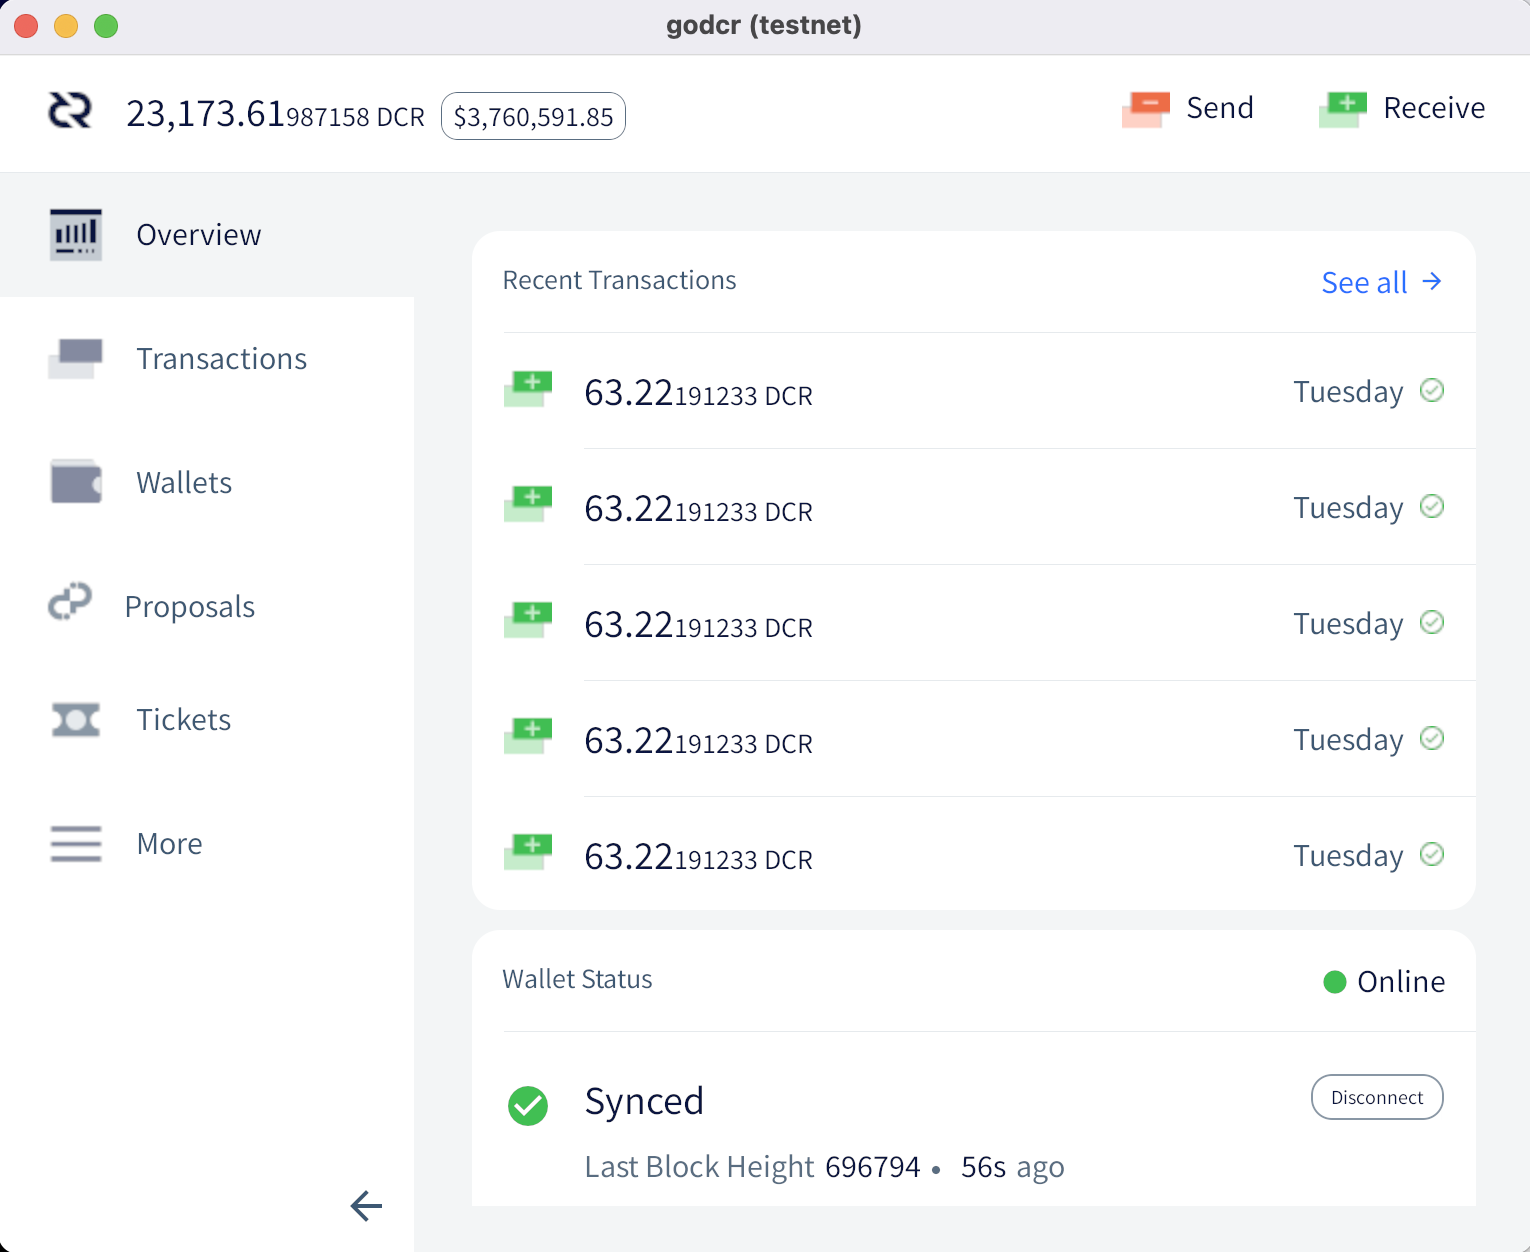 godcr (testnet)
23,173.61987158 DCR $3,760,591.85 Send Receive
Overview
Transactions
Wallets
Proposals
Tickets
More
Recent Transactions See all
63.22191233 DCR Tuesday
63.22191233 DCR Tuesday
63.22191233 DCR Tuesday
63.22191233 DCR Tuesday
63.22191233 DCR Tuesday
Wallet Status Online
Synced Disconnect
Last Block Height 696794 • 56s ago